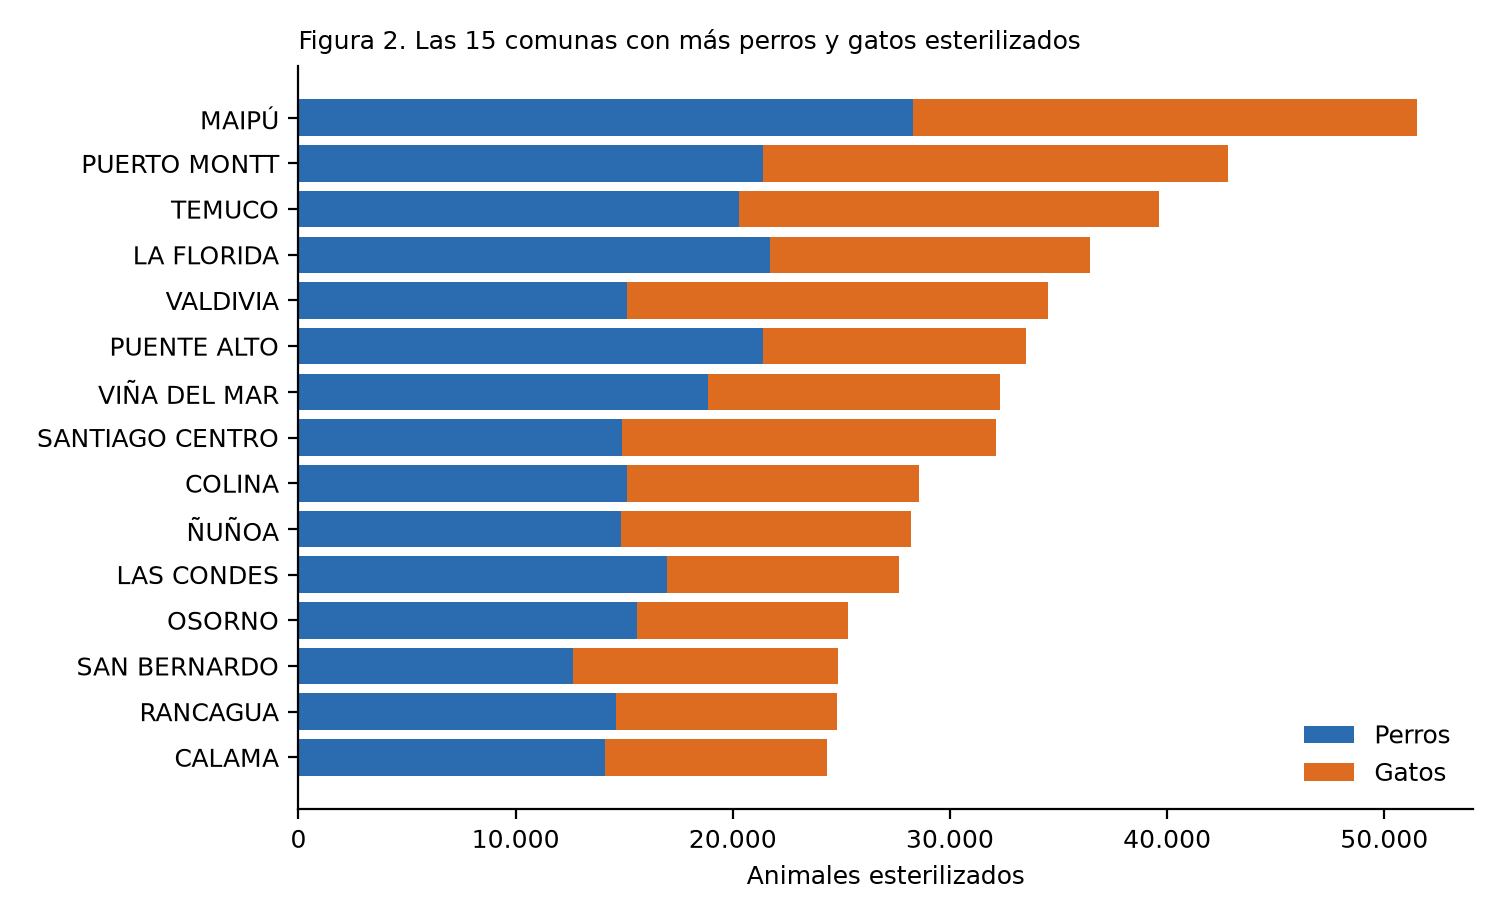 Figura 2. Las 15 comunas con más perros y gatos esterilizados
MAIPÚ
PUERTO MONTT
TEMUCO
LA FLORIDA
VALDIVIA
PUENTE ALTO
VIÑA DEL MAR
SANTIAGO CENTRO
COLINA
ÑUÑOA
LAS CONDES
OSORNO
SAN BERNARDO
RANCAGUA
CALAMA
Perros
Gatos
0 10.000 20.000 30.000 40.000 50.000
Animales esterilizados